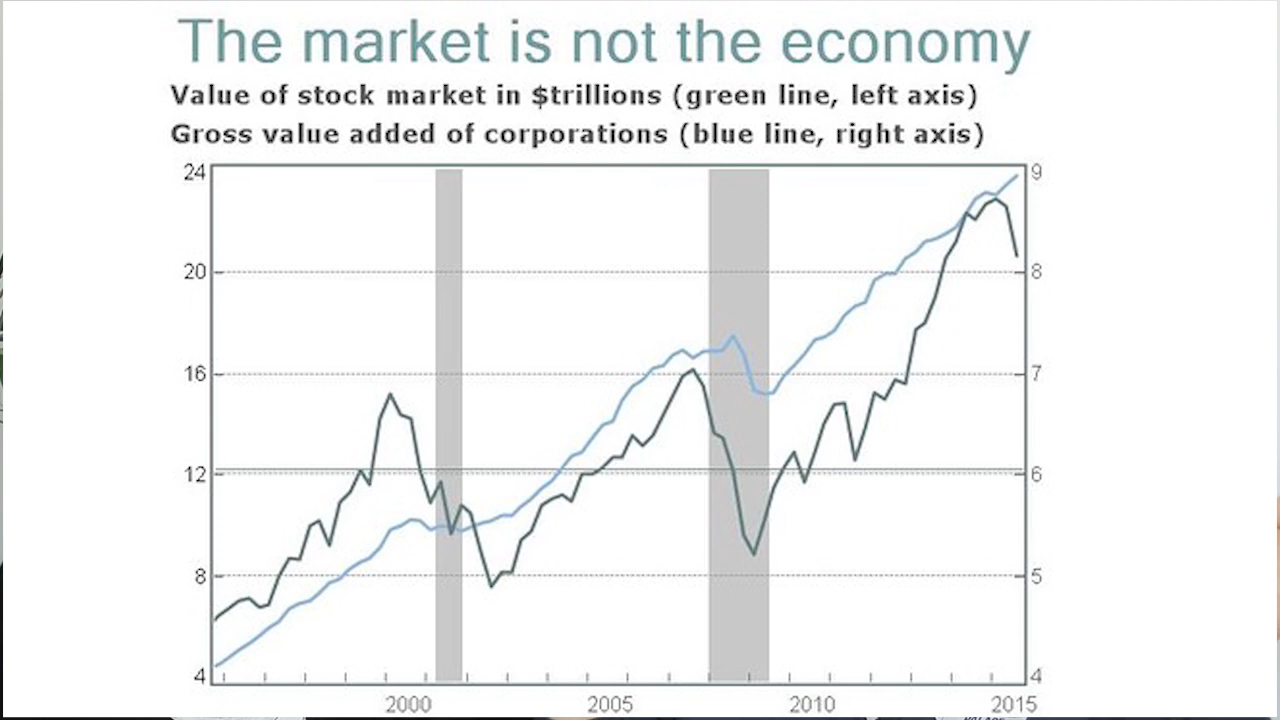 The market is not the economy
Value of stock market in $trillions (green line, left axis)
Gross value added of corporations (blue line, right axis)
24 9
20 8
16 7
12 6
8 5
4 4
2000 2005 2010 2015